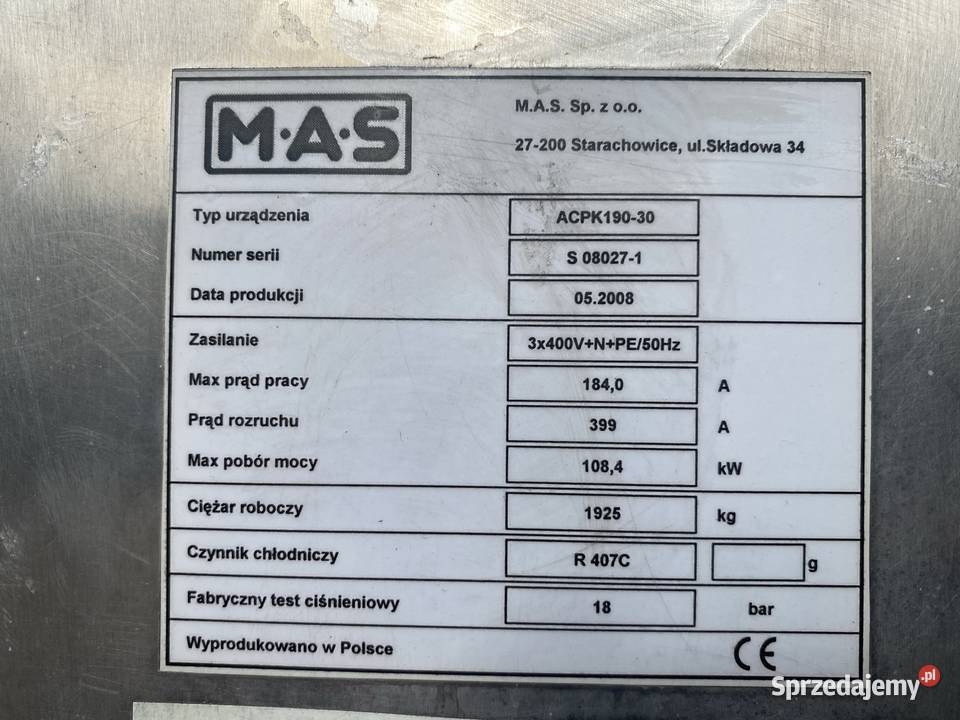 M·A·S
M.A.S. Sp. z o.o.
27-200 Starachowice, ul.Składowa 34
Typ urządzenia ACPK190-30
Numer serii S 08027-1
Data produkcji 05.2008
Zasilanie 3x400V+N+PE/50Hz
Max prąd pracy 184,0 A
Prąd rozruchu 399 A
Max pobór mocy 108,4 kW
Ciężar roboczy 1925 kg
Czynnik chłodniczy R 407C g
Fabryczny test ciśnieniowy 18 bar
Wyprodukowano w Polsce CE
Sprzedajemy.pl